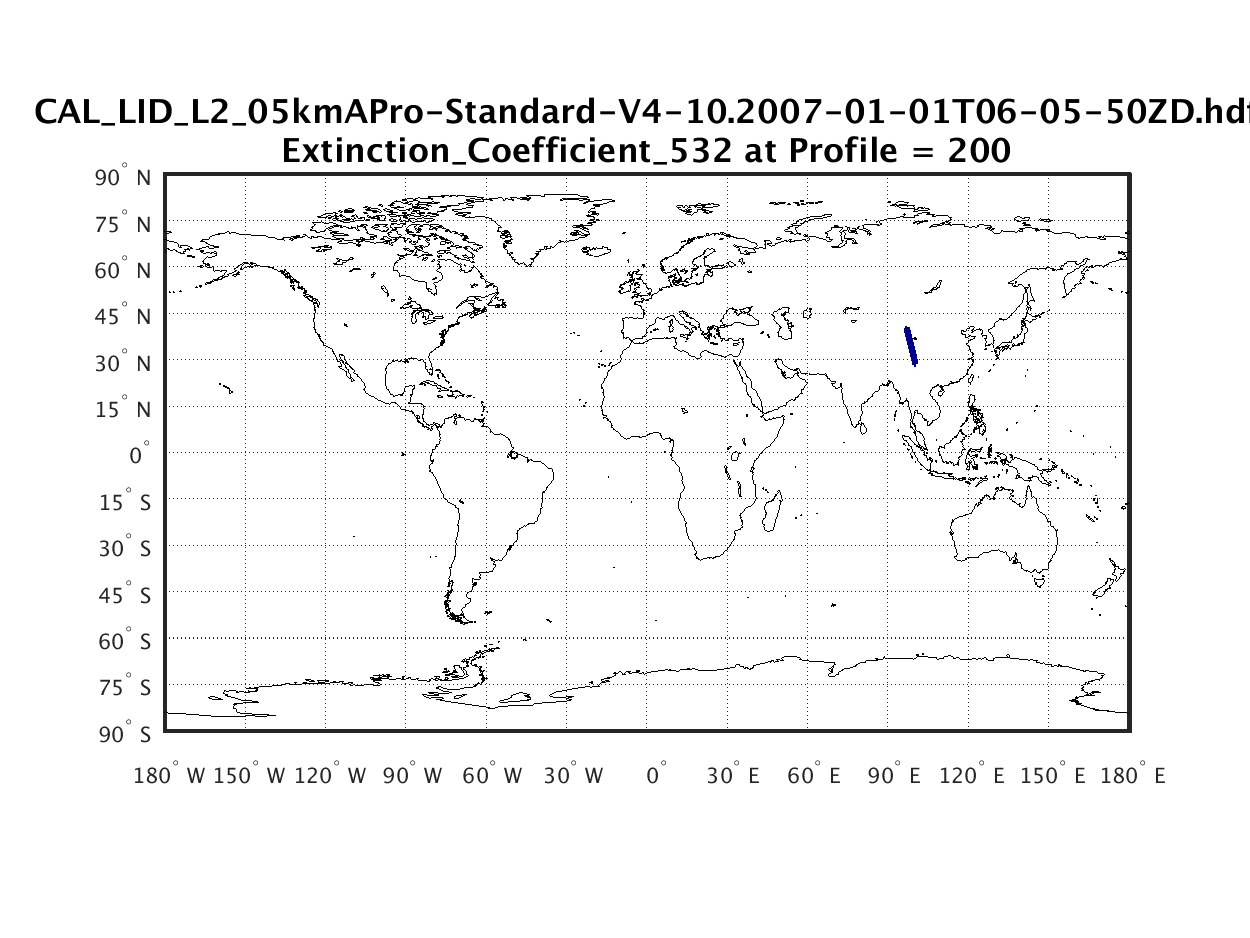 CAL_LID_L2_05kmAPro-Standard-V4-10.2007-01-01T06-05-50ZD.hdf
Extinction_Coefficient_532 at Profile = 200
90° N
75° N
60° N
45° N
30° N
15° N
0°
15° S
30° S
45° S
60° S
75° S
90° S
180° W 150° W 120° W 90° W 60° W 30° W 0° 30° E 60° E 90° E 120° E 150° E 180° E